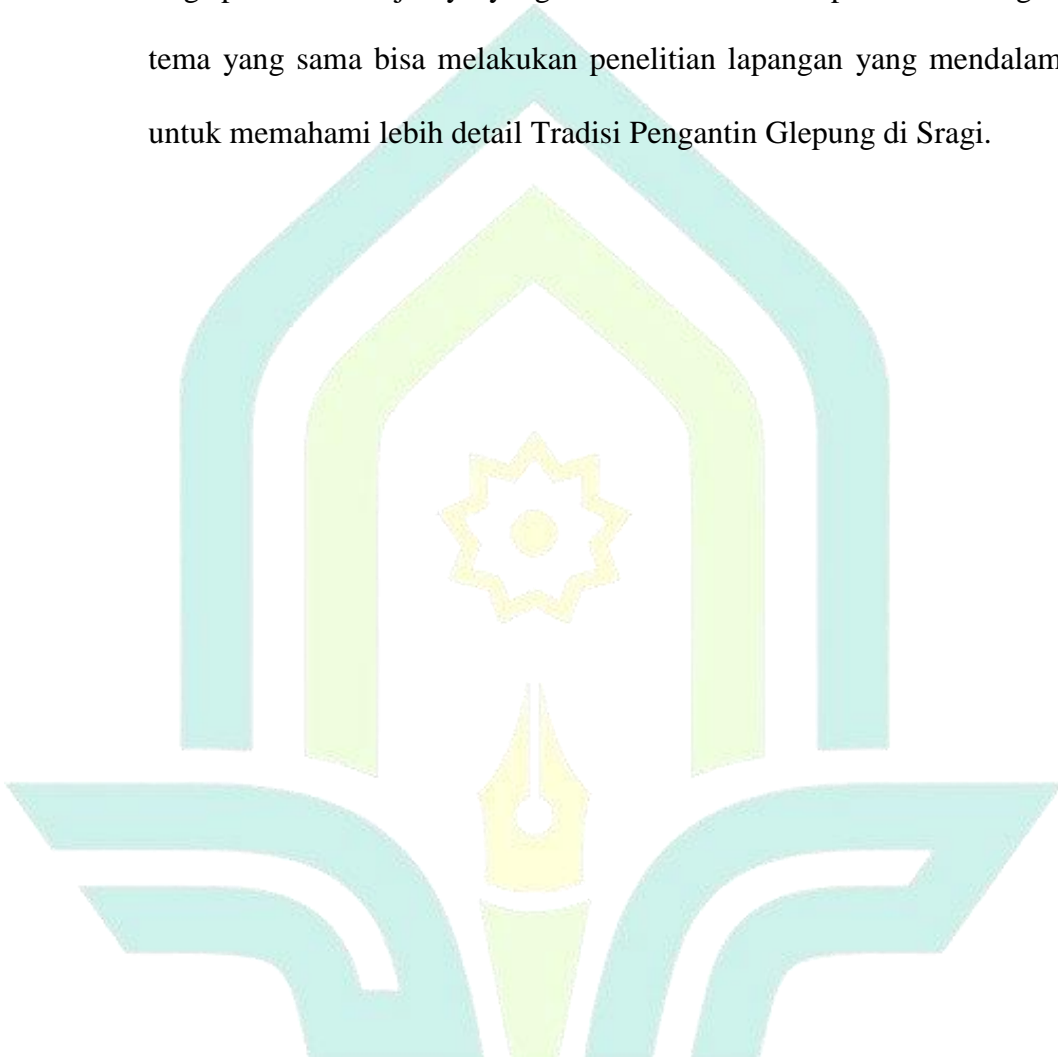 tema yang sama bisa melakukan penelitian lapangan yang mendalam
untuk memahami lebih detail Tradisi Pengantin Glepung di Sragi.